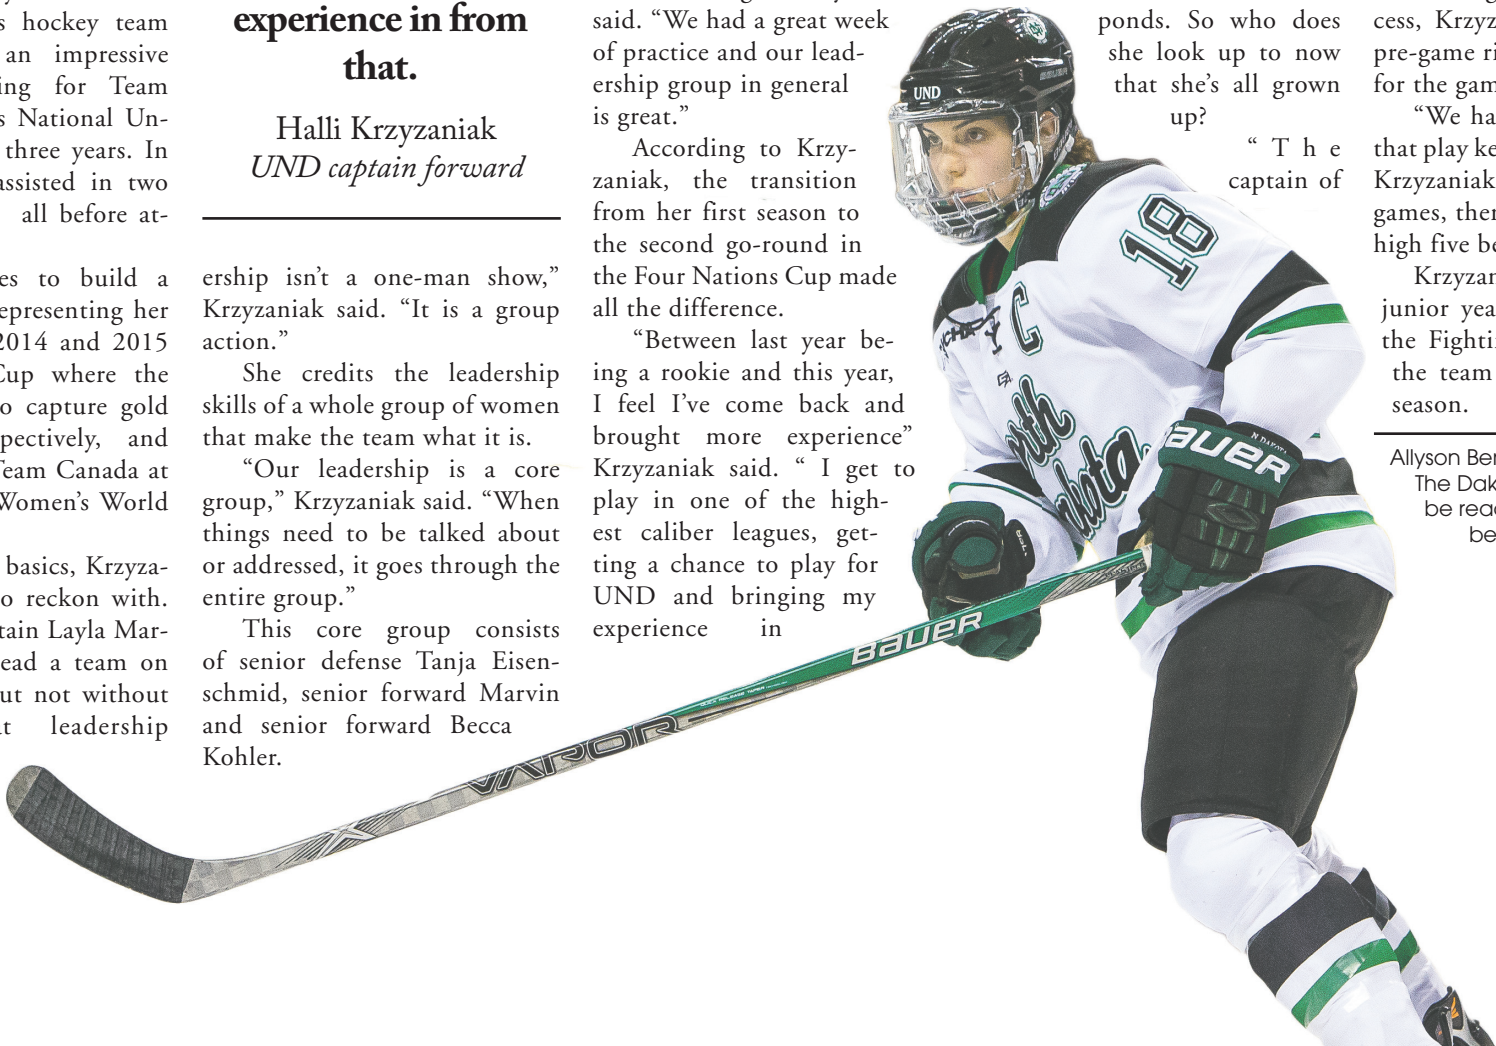 s hockey team
an impressive
ing for Team
s National Un-
three years. In
assisted in two
all before at-
es to build a
epresenting her
2014 and 2015
Cup where the
o capture gold
pectively, and
Team Canada at
Women's World
basics, Krzyza-
o reckon with.
tain Layla Mar-
ead a team on
ut not without
t leadership
experience in from
that.
Halli Krzyzaniak
UND captain forward
ership isn't a one-man show,”
Krzyzaniak said. “It is a group
action.”
She credits the leadership
skills of a whole group of women
that make the team what it is.
“Our leadership is a core
group,” Krzyzaniak said. “When
things need to be talked about
or addressed, it goes through the
entire group.”
This core group consists
of senior defense Tanja Eisen-
schmid, senior forward Marvin
and senior forward Becca
Kohler.
said. “We had a great week
of practice and our lead-
ership group in general
is great.”
According to Krzy-
zaniak, the transition
from her first season to
the second go-round in
the Four Nations Cup made
all the difference.
“Between last year be-
ing a rookie and this year,
I feel I've come back and
brought more experience”
Krzyzaniak said. “ I get to
play in one of the high-
est caliber leagues, get-
ting a chance to play for
UND and bringing my
experience in
UND
BAUER
18
C
WCHA
North
Dakota
N DAKOTA
BAUER
BAUER
VAPOR
X
ponds. So who does
she look up to now
that she's all grown
up?
“ T h e
captain of
cess, Krzyz
pre-game ri
for the gam
“We ha
that play ke
Krzyzaniak
games, ther
high five be
Krzyzan
junior yea
the Fighti
the team
season.
Allyson Ber
The Dak
be reac
be